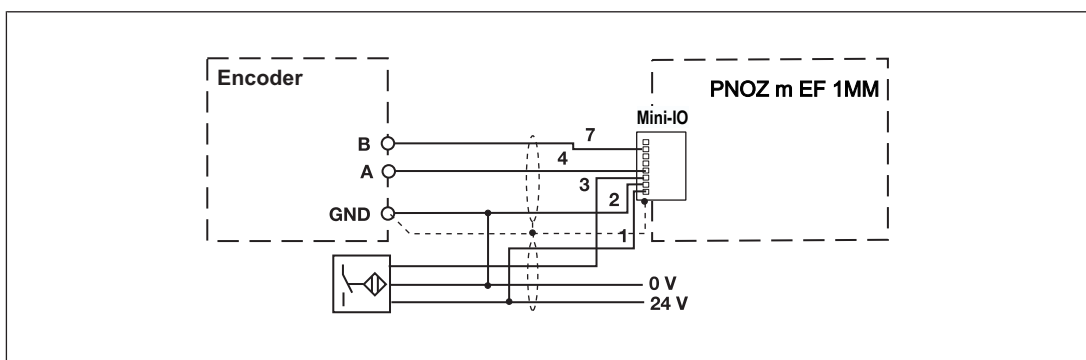 Encoder
PNOZ m EF 1MM
Mini-IO
B
7
A
4
3
GND
2
1
0 V
24 V